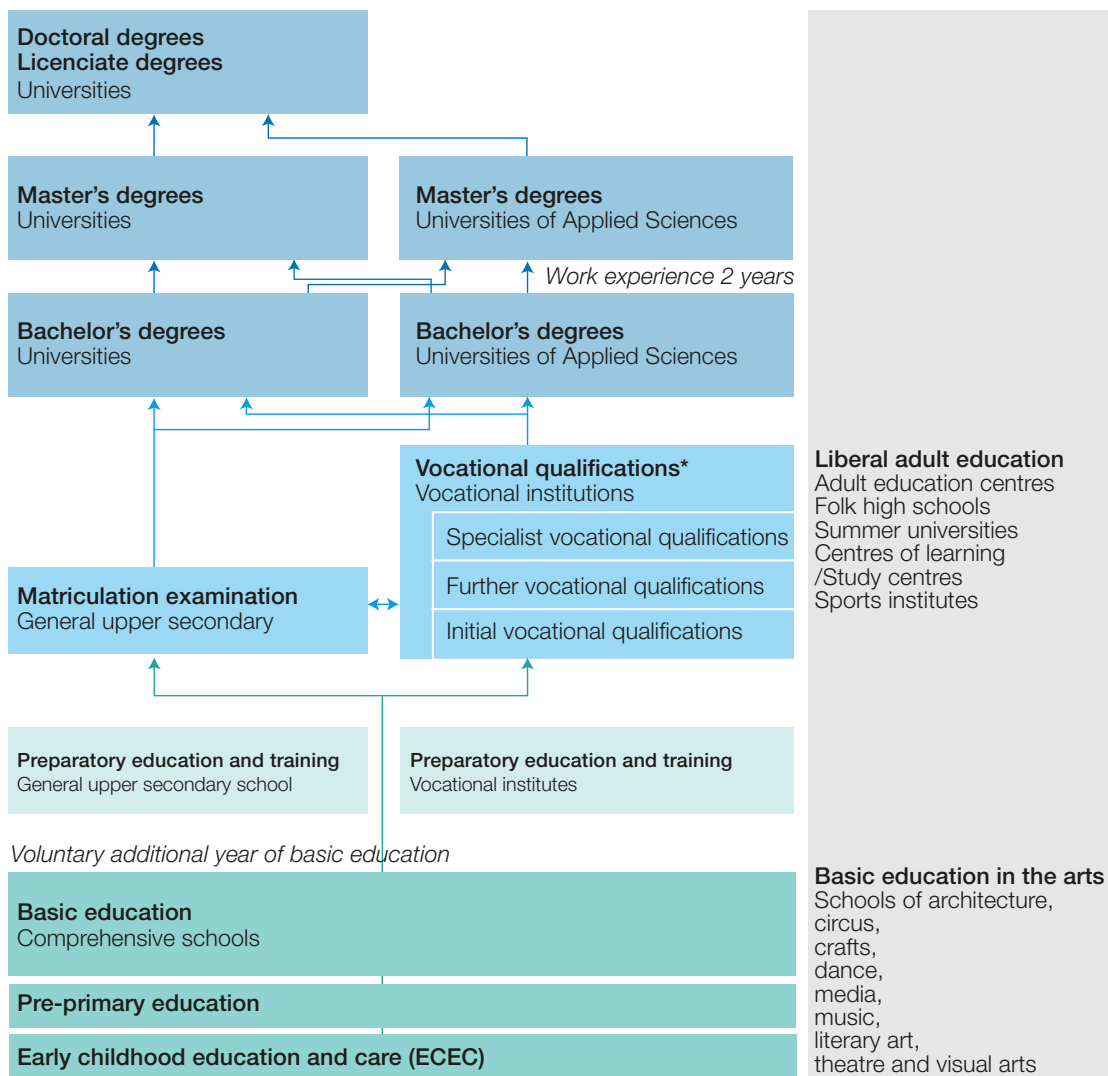 Doctoral degrees
Licenciate degrees
Universities
Master's degrees
Universities
Master's degrees
Universities of Applied Sciences
Work experience 2 years
Bachelor's degrees
Universities
Bachelor's degrees
Universities of Applied Sciences
Vocational qualifications*
Vocational institutions
Specialist vocational qualifications
Further vocational qualifications
Initial vocational qualifications
Matriculation examination
General upper secondary
Preparatory education and training
General upper secondary school
Preparatory education and training
Vocational institutes
Voluntary additional year of basic education
Basic education
Comprehensive schools
Pre-primary education
Early childhood education and care (ECEC)
Liberal adult education
Adult education centres
Folk high schools
Summer universities
Centres of learning
/Study centres
Sports institutes
Basic education in the arts
Schools of architecture,
circus,
crafts,
dance,
media,
music,
literary art,
theatre and visual arts